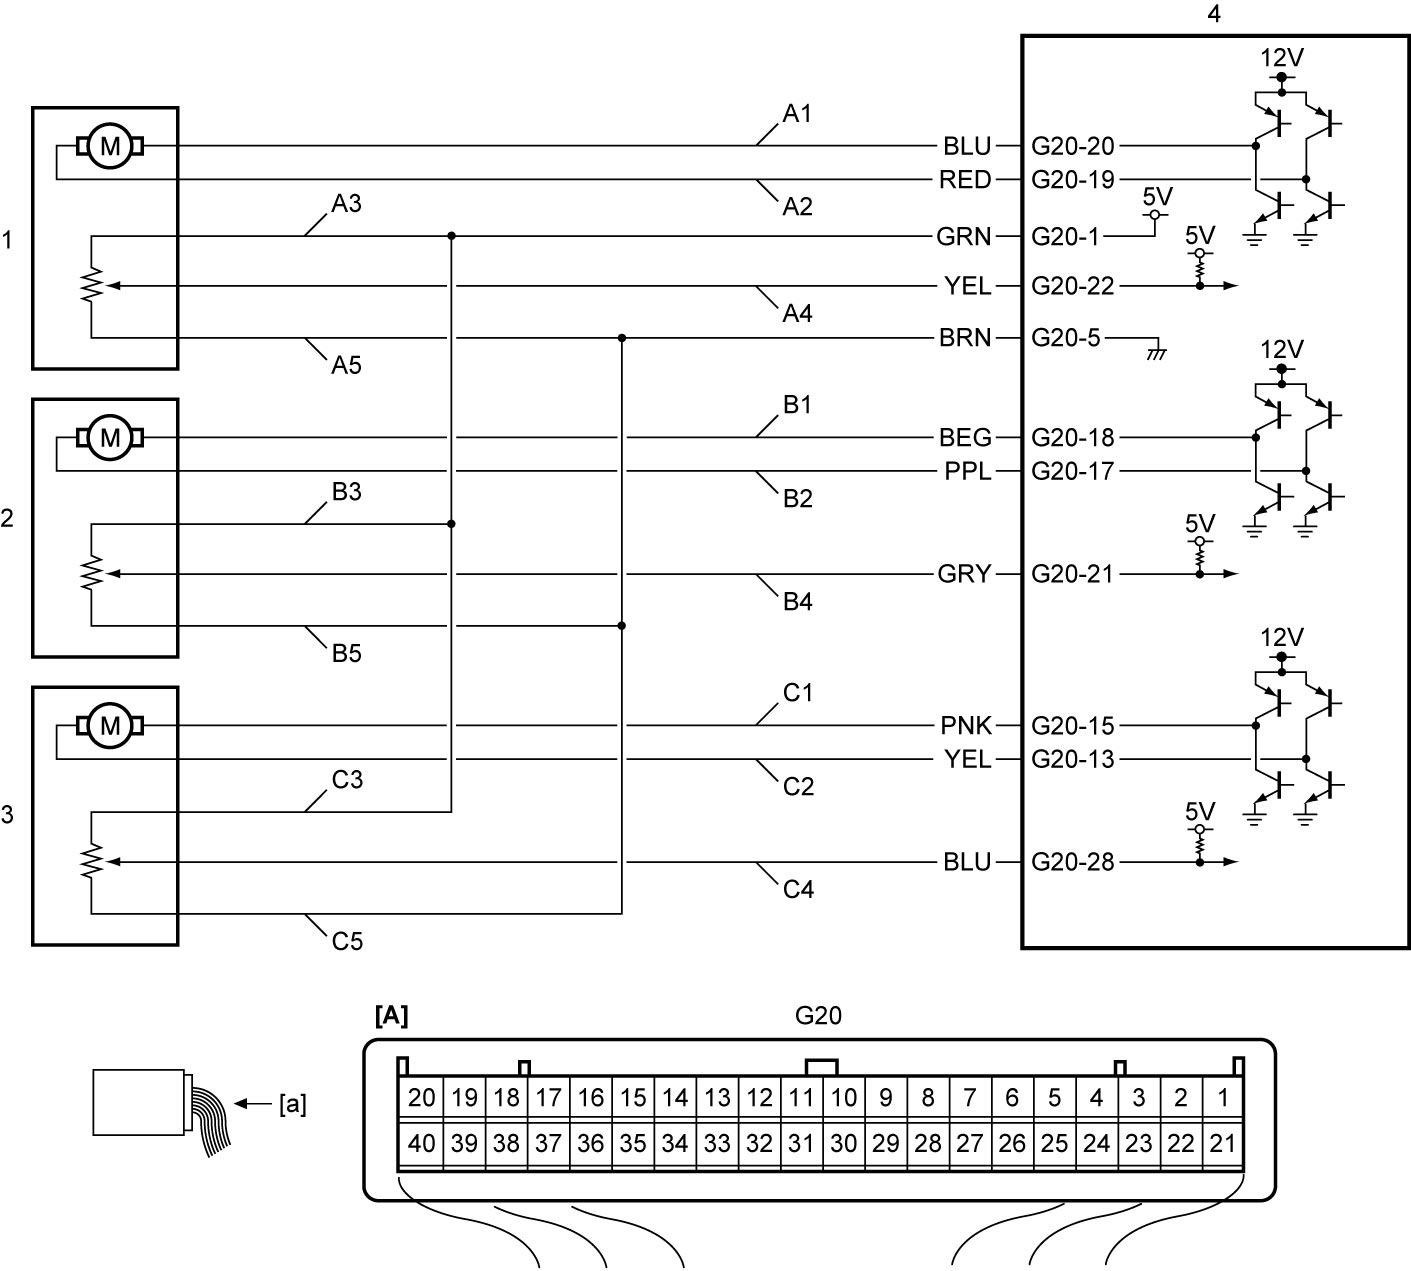 4
12V
A1
M
BLU
G20-20
RED
G20-19
A3
A2
5V
1
GRN
G20-1
5V
YEL
G20-22
A4
BRN
G20-5
12V
A5
B1
M
BEG
G20-18
PPL
G20-17
B3
B2
2
5V
GRY
G20-21
B4
12V
B5
C1
M
PNK
G20-15
YEL
G20-13
C3
C2
3
5V
BLU
G20-28
C4
C5
[A]
G20
[a]
20 19 18 17 16 15 14 13 12 11 10 9 8 7 6 5 4 3 2 1
40 39 38 37 36 35 34 33 32 31 30 29 28 27 26 25 24 23 22 21